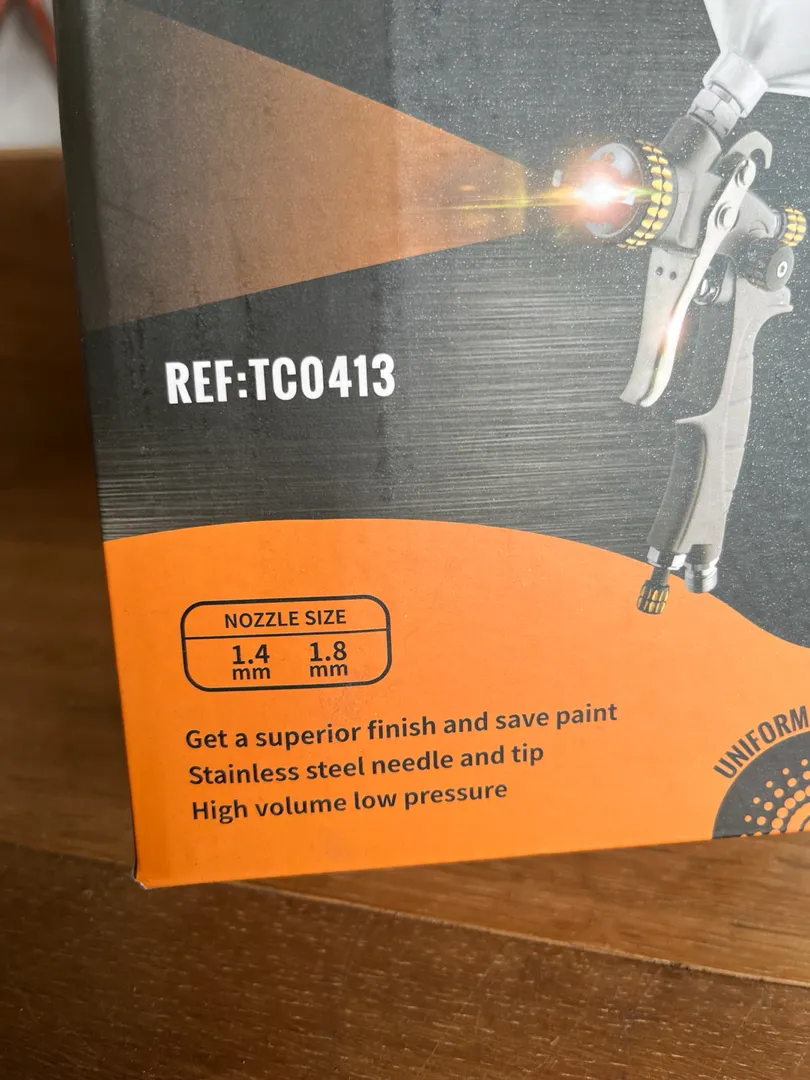 REF:TC0413
NOZZLE SIZE
1.4 1.8
mm mm
Get a superior finish and save paint
Stainless steel needle and tip
High volume low pressure
UNIFORM